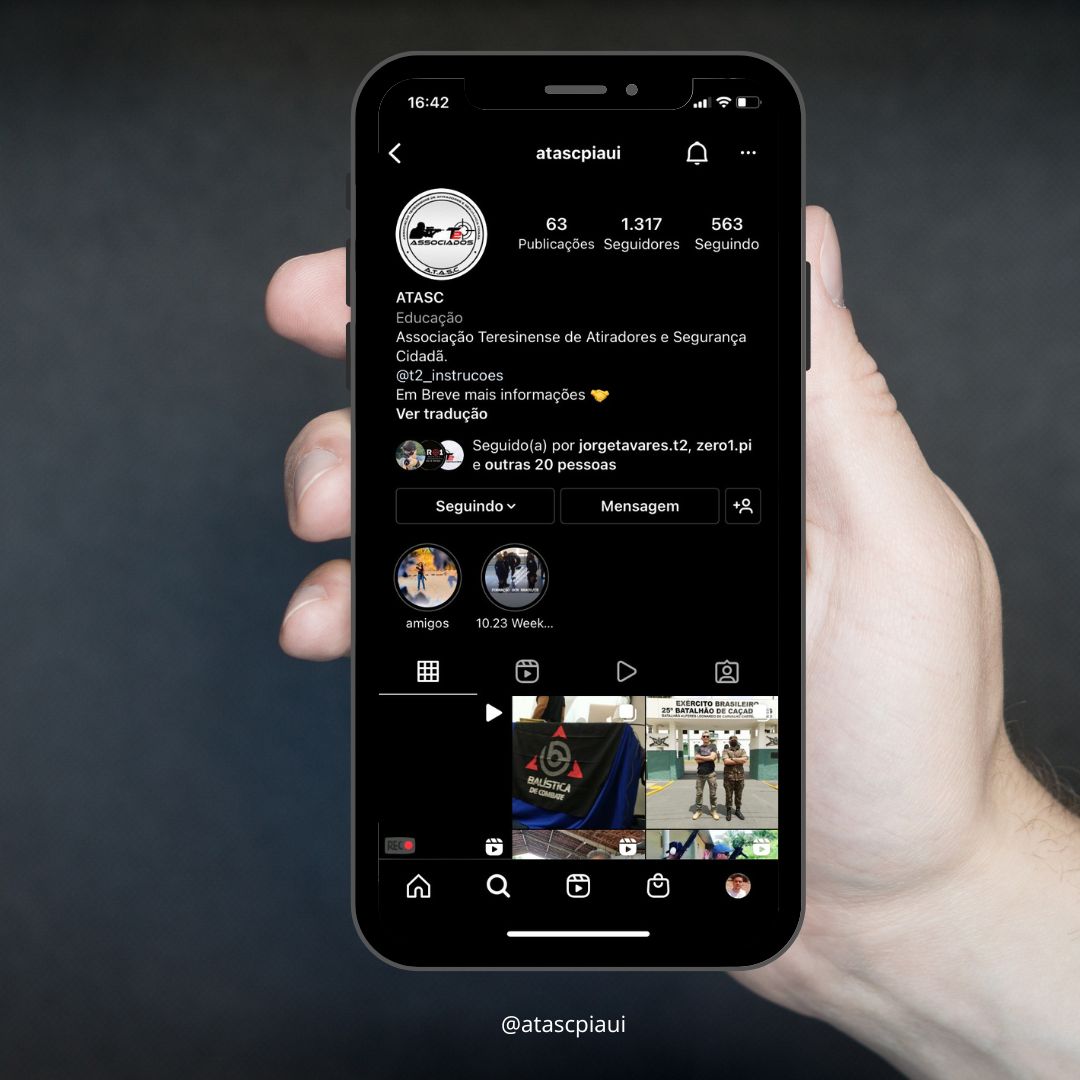 16:42
atascpiaui
63
1.317
563
Publicações
Seguidores
Seguindo
T2
ASSOCIADOS
A.T.A.S.C
ATASC
Educação
Associação Teresinense de Atiradores e Segurança
Cidadã.
@t2_instrucoes
Em Breve mais informações
Ver tradução
Seguido(a) por jorgetavares.t2, zero1.pi
e outras 20 pessoas
Seguindo
Mensagem
amigos
10.23 Week...
EXÉRCITO BRASILEIRO
25º BATALHÃO DE CAÇAD
BALÍSTICA
DE COMBATE
REC
@atascpiaui